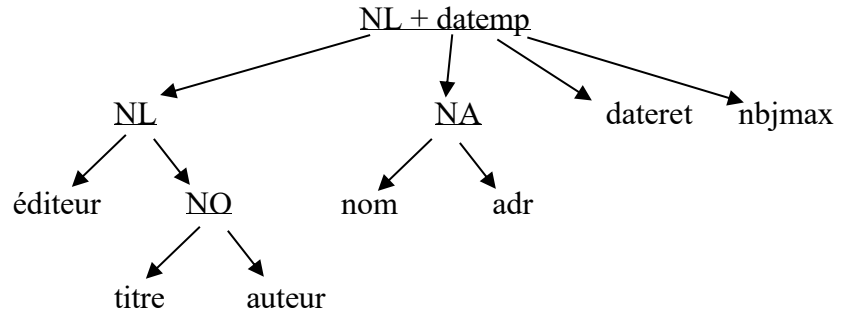 NL + datemp
NL NA dateret nbjmax
éditeur NO nom adr
titre auteur